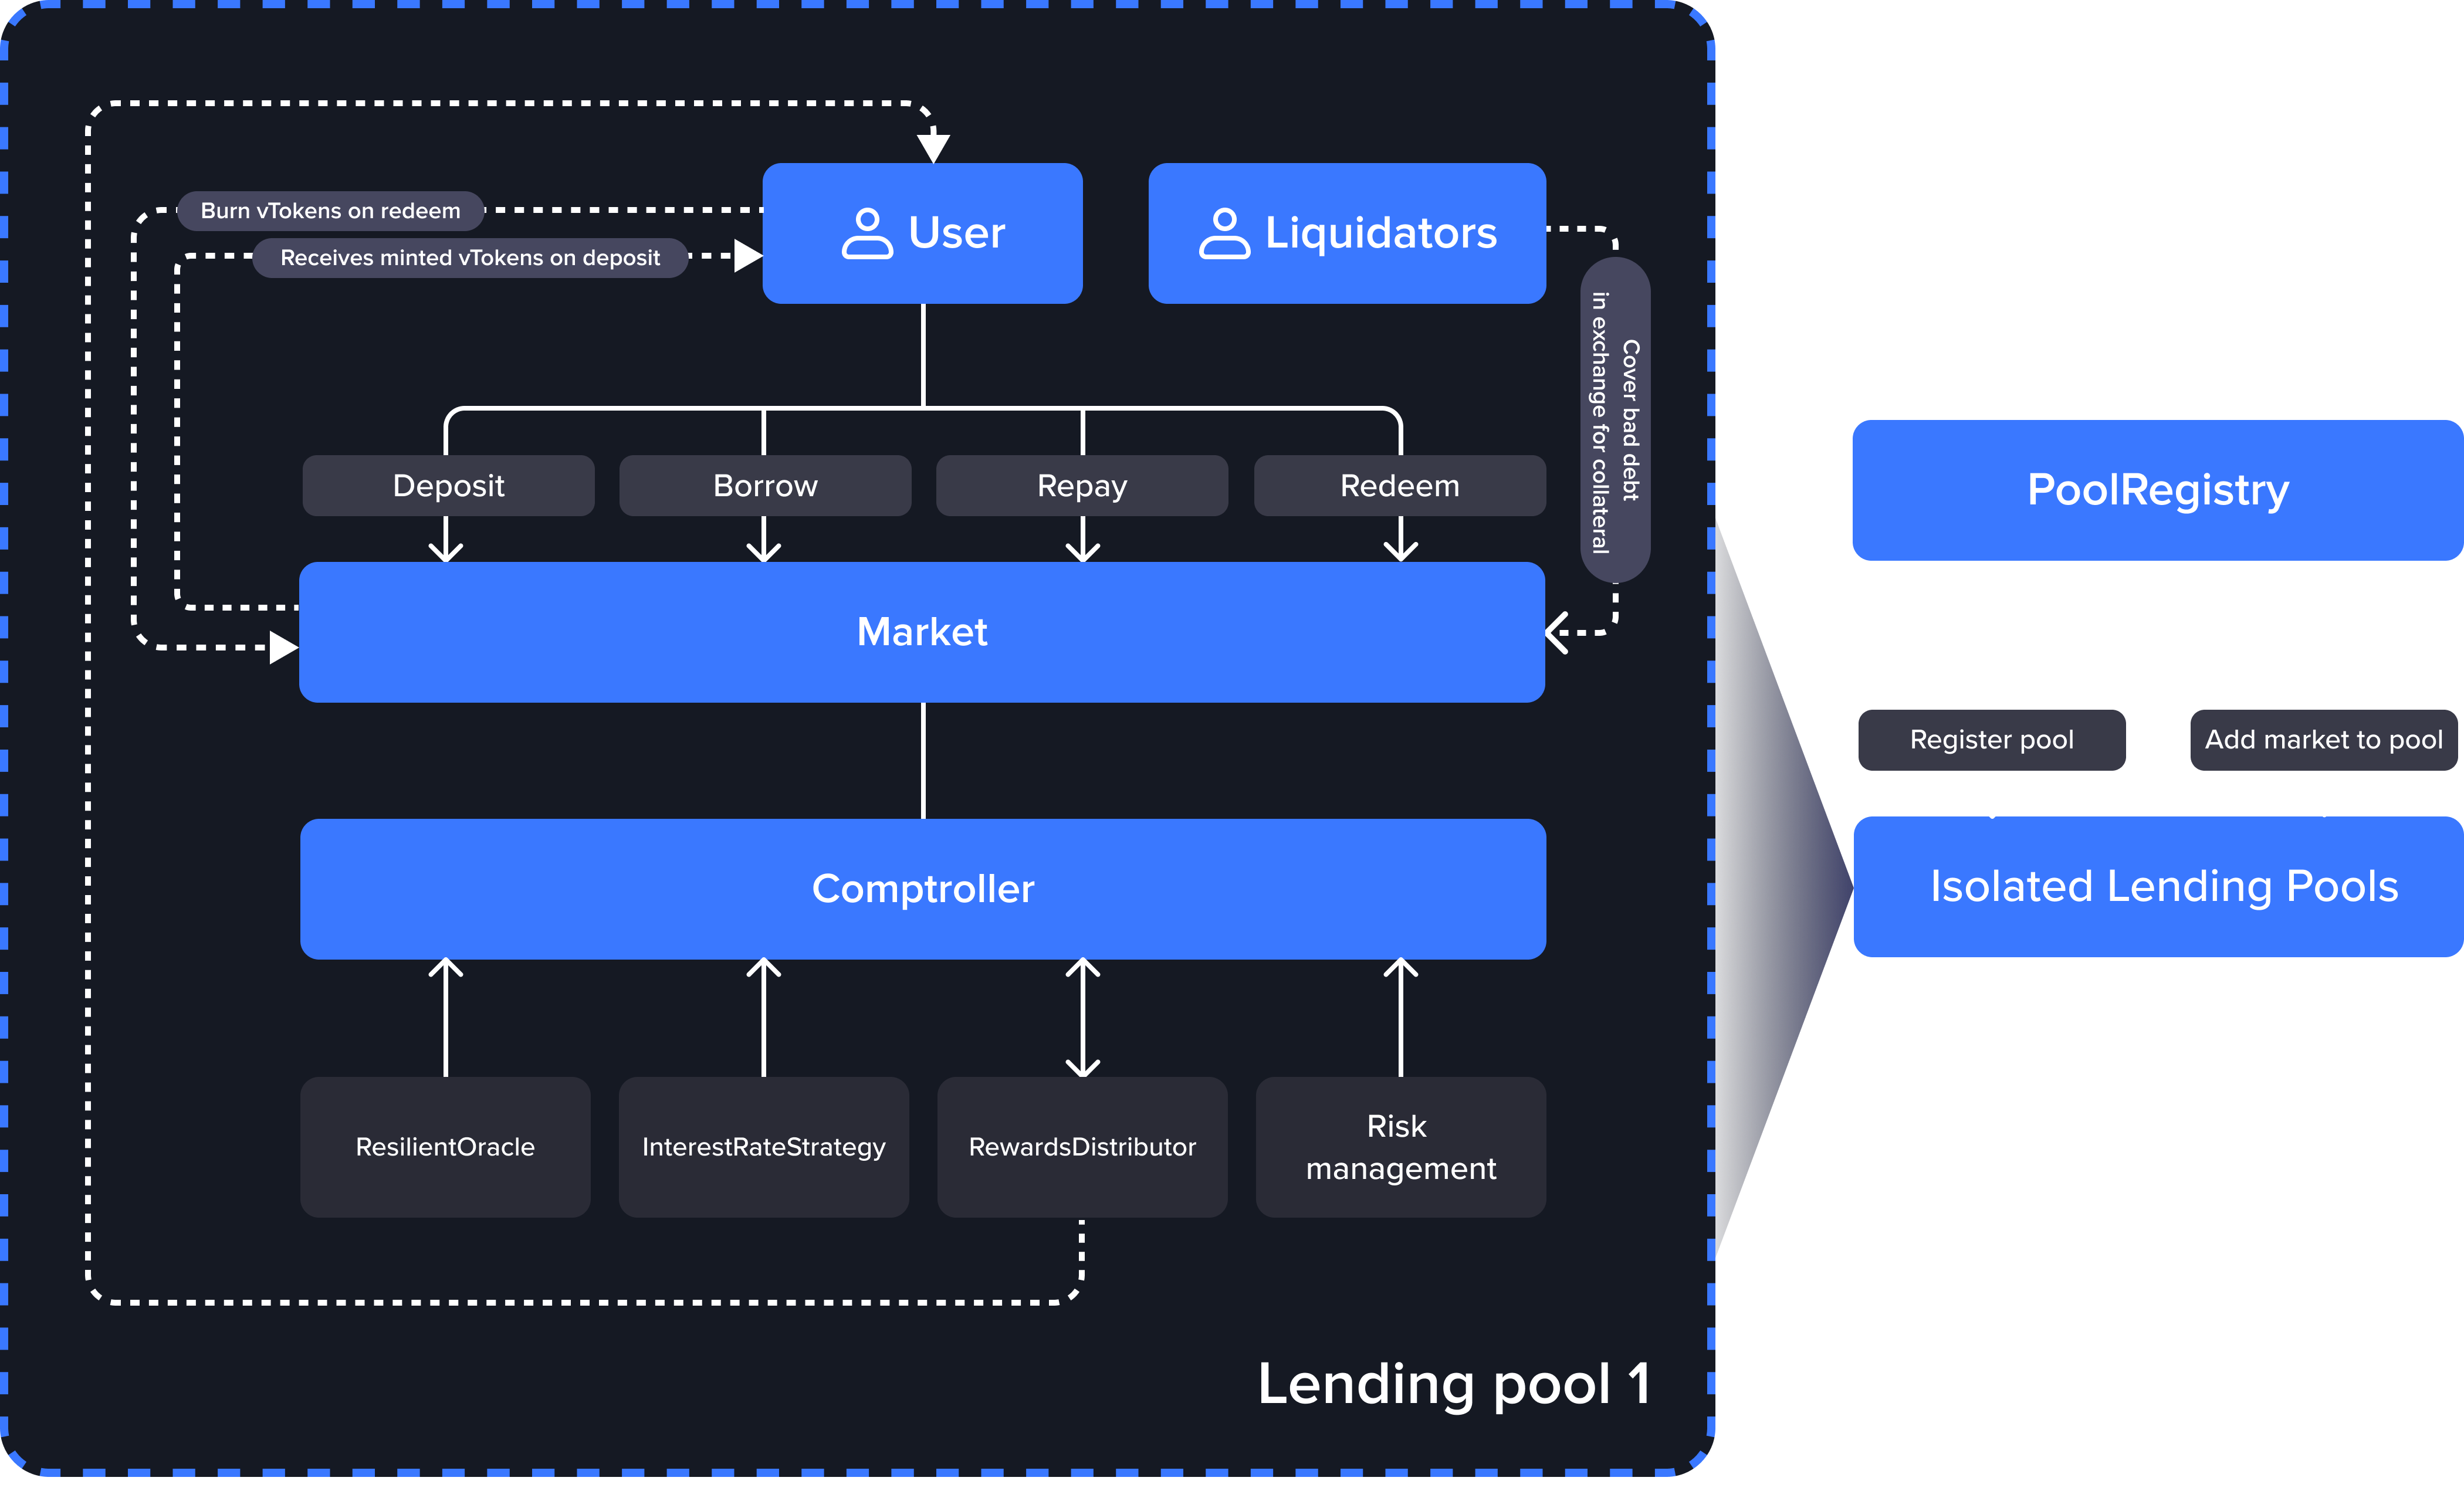 Burn vTokens on redeem
Receives minted vTokens on deposit
User
Liquidators
Cover bad debt
in exchange for collateral
Deposit
Borrow
Repay
Redeem
Market
Comptroller
ResilientOracle
InterestRateStrategy
RewardsDistributor
Risk
management
Lending pool 1
PoolRegistry
Register pool
Add market to pool
Isolated Lending Pools